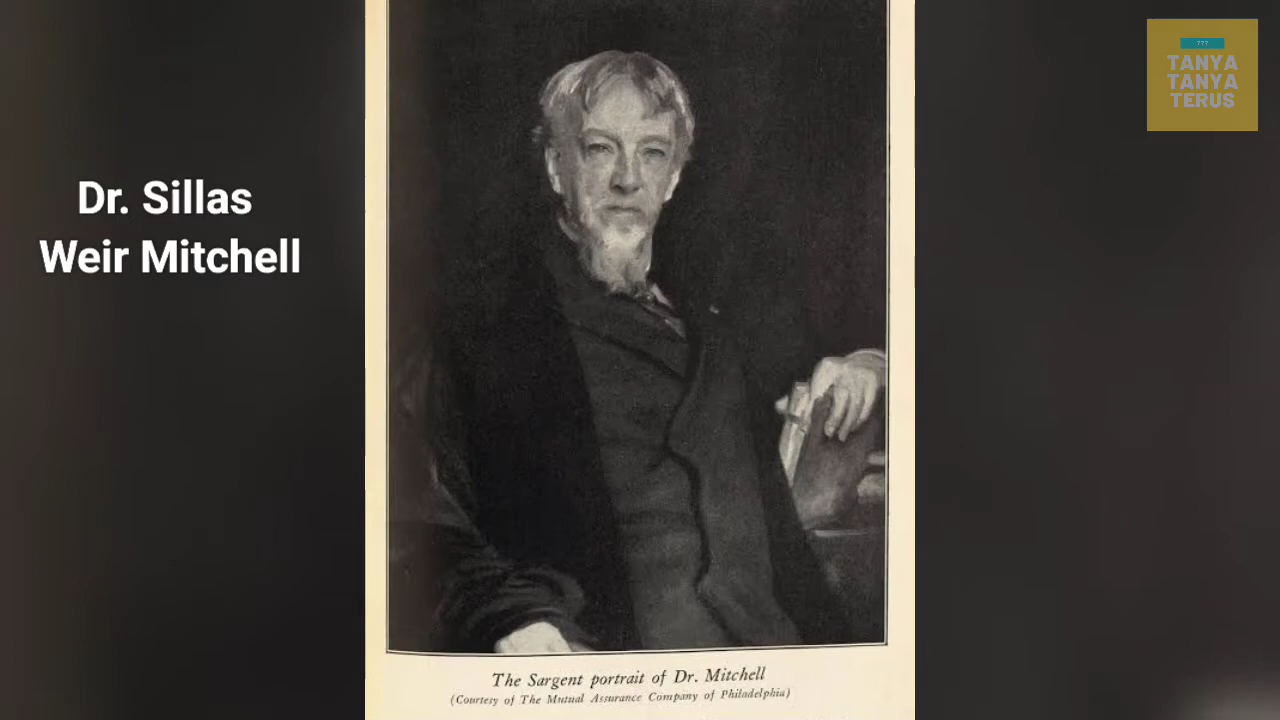 Dr. Sillas
Weir Mitchell
???
TANYA
TANYA
TERUS
The Sargent portrait of Dr. Mitchell
(Courtesy of The Mutual Assurance Company of Philadelphia)